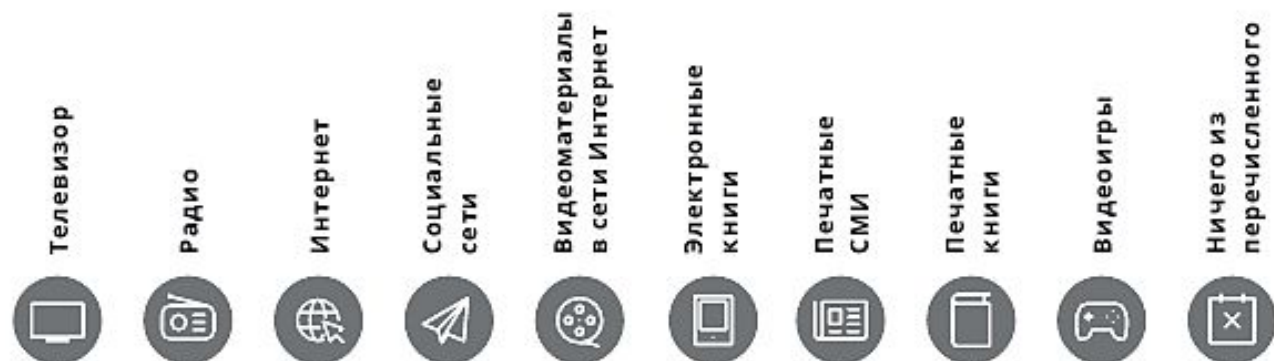 Телевизор
Радио
Интернет
Социальные
сети
Видеоматериалы
в сети Интернет
Электронные
книги
Печатные
СМИ
Печатные
книги
Видеоигры
Ничего из
перечисленного